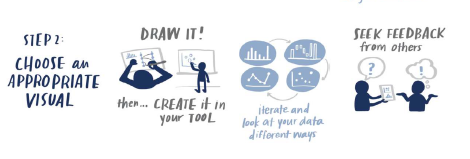 STEP 2:
CHOOSE an
APPROPRIATE
VISUAL
DRAW IT!
then... CREATE it in
your TOOL
iterate and
look at your data
different ways
SEEK FEEDBACK
from others
?
!